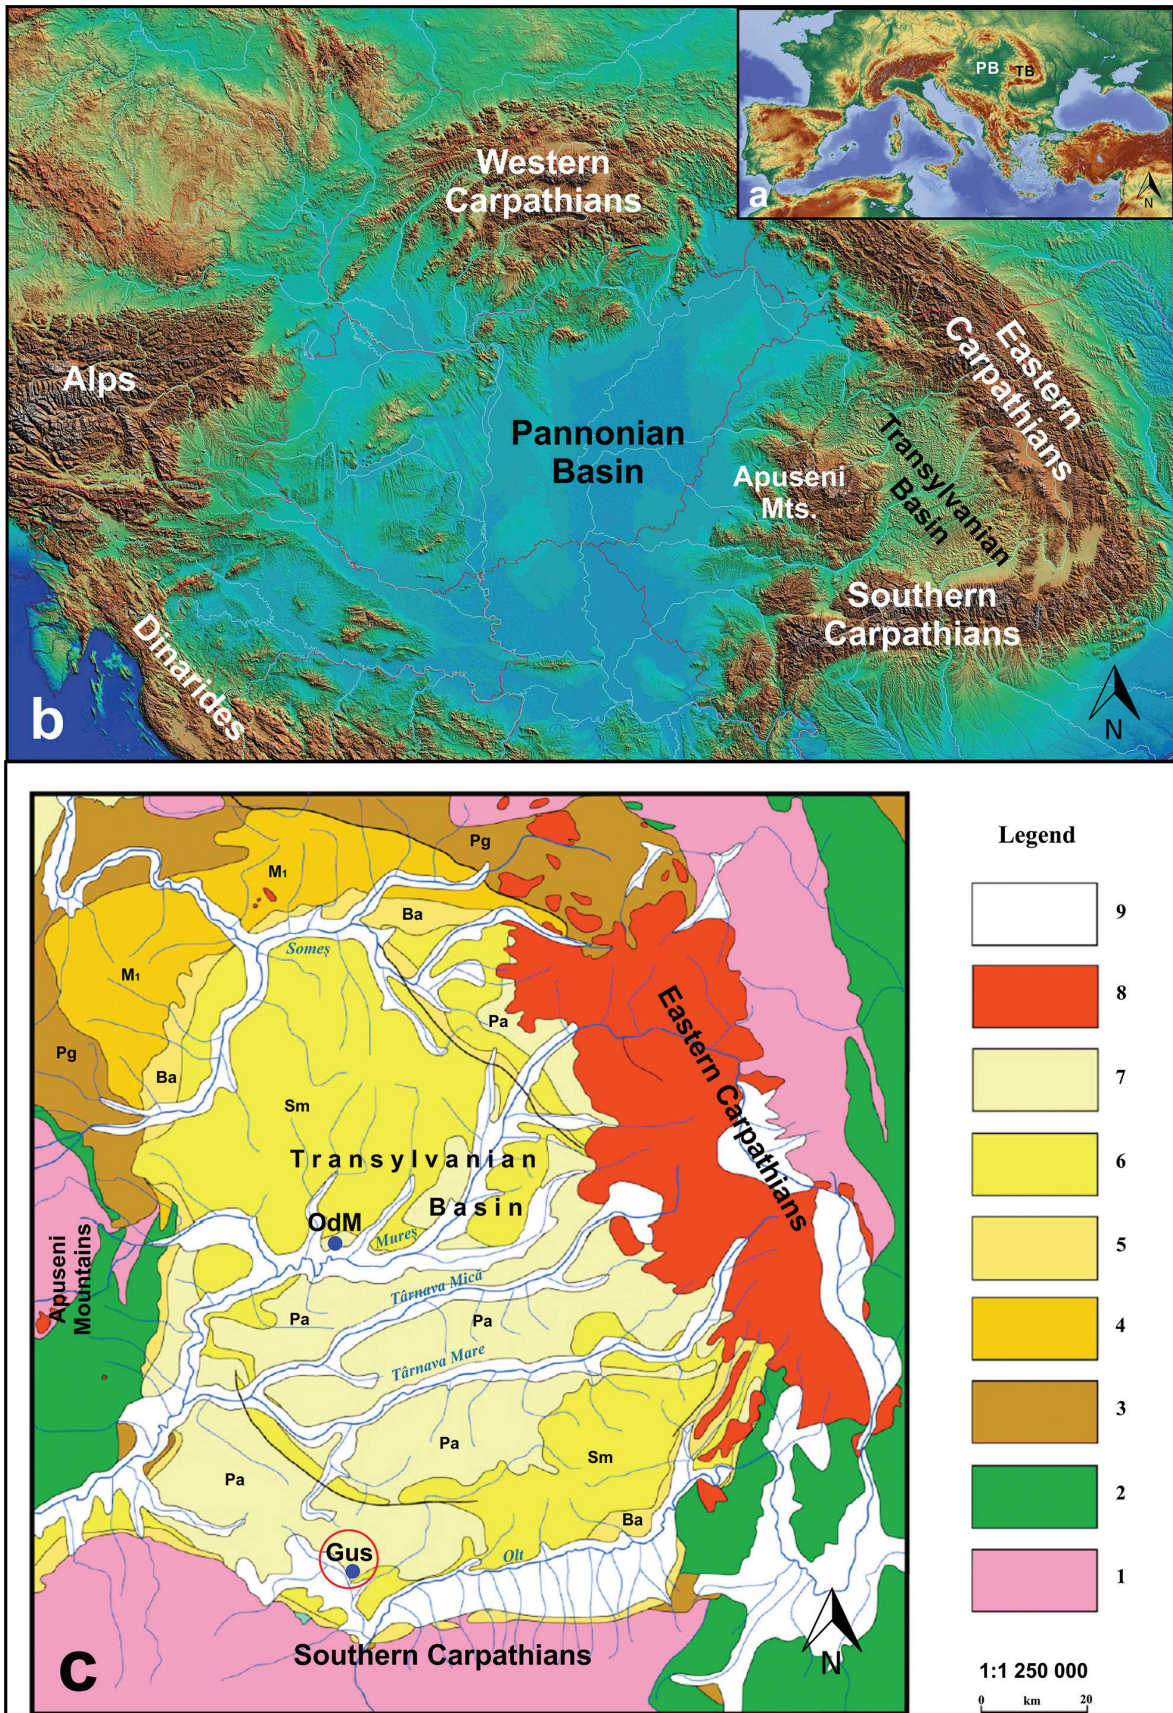 PB
TB
a
N
Western
Carpathians
Eastern
Carpathians
Alps
Pannonian
Basin
Apuseni
Mts.
Transylvanian
Basin
Southern
Carpathians
Dinarides
b
N
Legend
9
8
7
6
5
4
3
2
1
Pg
M1
Ba
Someș
M1
Pa
Pg
Ba
Eastern Carpathians
Sm
Transylvanian
Basin
OdM
Mureș
Apuseni
Mountains
Târnava Mică
Pa
Pa
Târnava Mare
Pa
Sm
Pa
Ba
Gus
Olt
Southern Carpathians
c
N
1:1 250 000
0 km 20